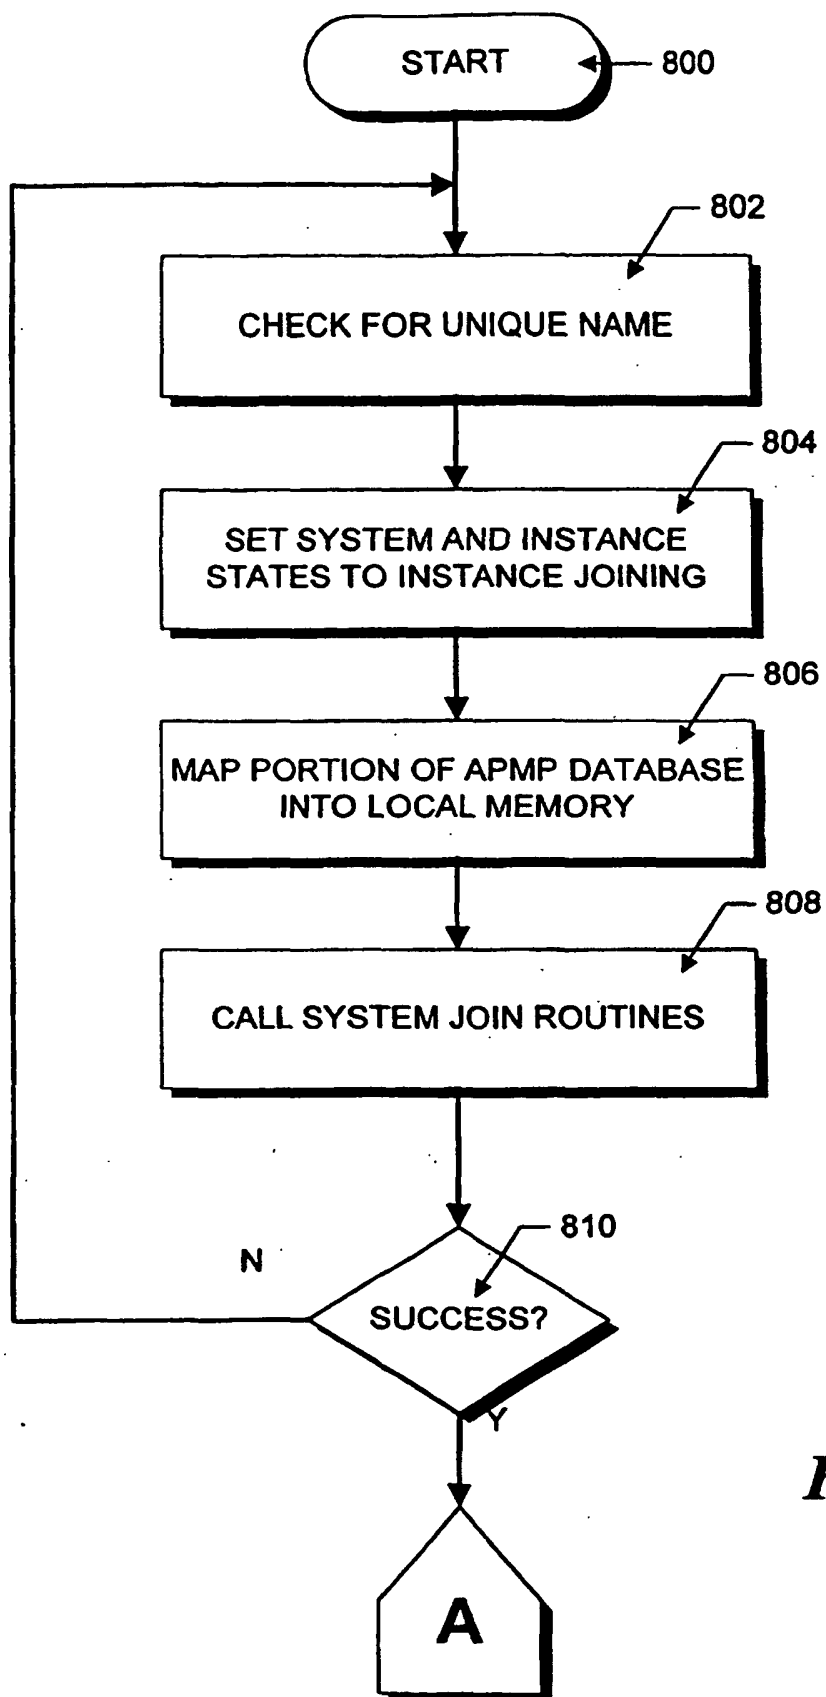 START
800
802
CHECK FOR UNIQUE NAME
804
SET SYSTEM AND INSTANCE
STATES TO INSTANCE JOINING
806
MAP PORTION OF APMP DATABASE
INTO LOCAL MEMORY
808
CALL SYSTEM JOIN ROUTINES
810
N
SUCCESS?
Y
A